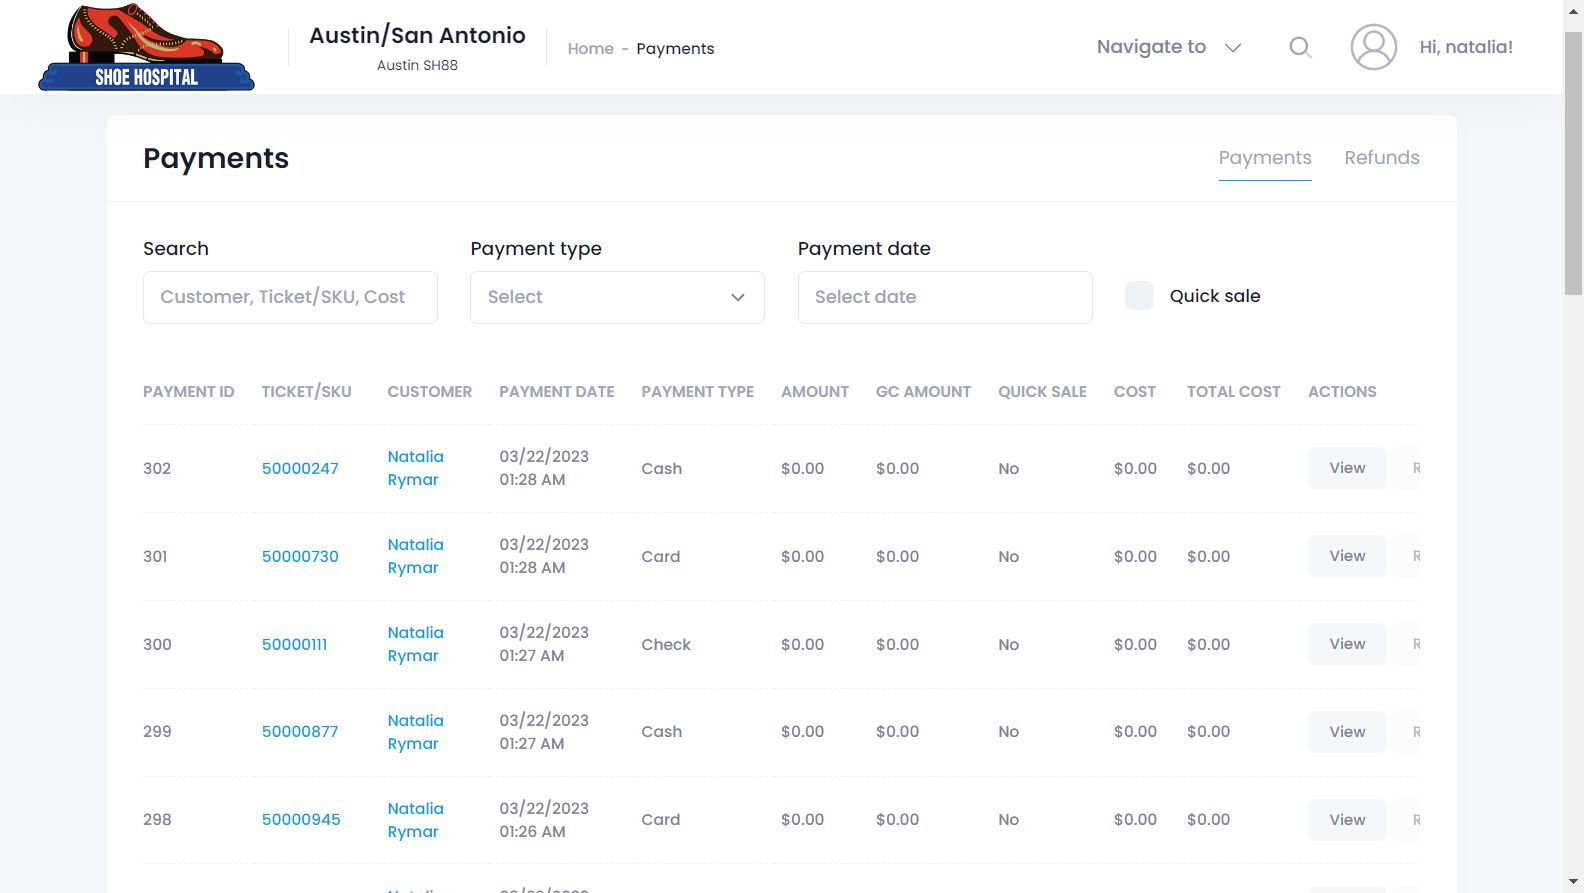 SHOE HOSPITAL
Austin/San Antonio
Austin SH88
Home - Payments
Navigate to
Hi, natalia!
Payments
Payments Refunds
Search Payment type Payment date
Customer, Ticket/SKU, Cost Select Select date Quick sale
PAYMENT ID TICKET/SKU CUSTOMER PAYMENT DATE PAYMENT TYPE AMOUNT GC AMOUNT QUICK SALE COST TOTAL COST ACTIONS
302 50000247 Natalia Rymar 03/22/2023 01:28 AM Cash $0.00 $0.00 No $0.00 $0.00 View R
301 50000730 Natalia Rymar 03/22/2023 01:28 AM Card $0.00 $0.00 No $0.00 $0.00 View R
300 50000111 Natalia Rymar 03/22/2023 01:27 AM Check $0.00 $0.00 No $0.00 $0.00 View R
299 50000877 Natalia Rymar 03/22/2023 01:27 AM Cash $0.00 $0.00 No $0.00 $0.00 View R
298 50000945 Natalia Rymar 03/22/2023 01:26 AM Card $0.00 $0.00 No $0.00 $0.00 View R